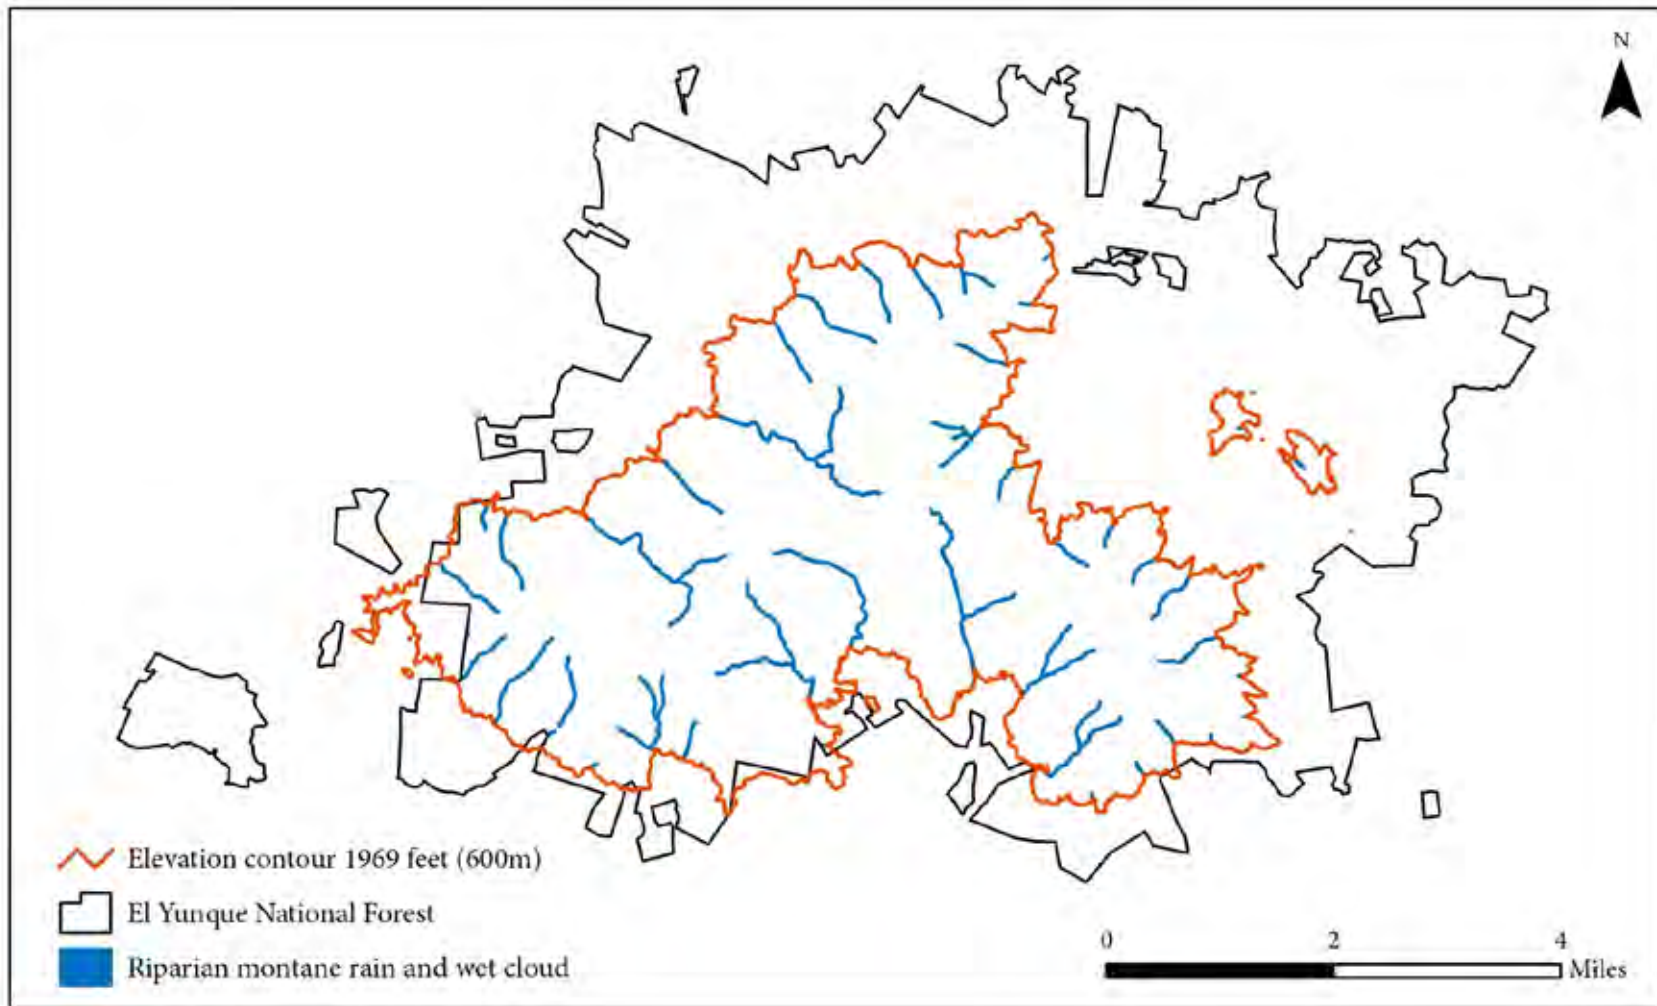 N
Elevation contour 1969 feet (600m)
El Yunque National Forest
Riparian montane rain and wet cloud
0 2 4
Miles